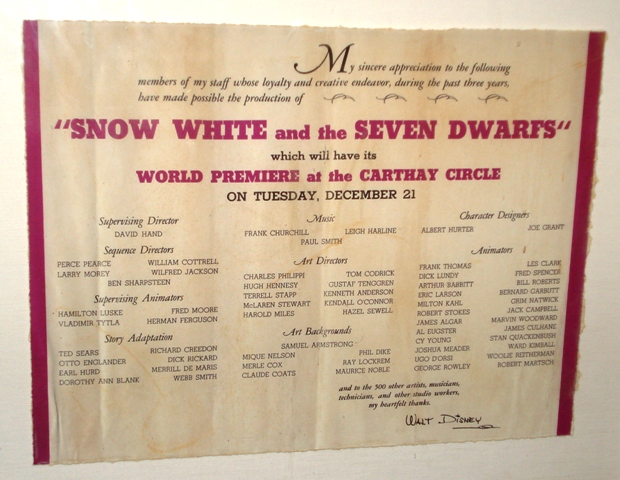 My sincere appreciation to the following
members of my staff whose loyalty and creative endeavor, during the past three years,
have made possible the production of
"SNOW WHITE and the SEVEN DWARFS"
which will have its
WORLD PREMIERE at the CARTHAY CIRCLE
ON TUESDAY, DECEMBER 21
Supervising Director
DAVID HAND
Sequence Directors
PERCE PEARCE WILLIAM COTTRELL
LARRY MOREY WILFRED JACKSON
BEN SHARPSTEIN
Supervising Animators
HAMILTON LUSKE FRED MOORE
VLADIMIR TYTLA HERMAN FERGUSON
Story Adaptation
TED SEARS RICHARD CREEDON
OTTO ENGLANDER DICK RICKARD
EARL HURD MERRILL DE MARIS
DOROTHY ANN BLANK WEBB SMITH
Music
FRANK CHURCHILL LEIGH HARLINE
PAUL SMITH
Art Directors
CHARLES PHILIPPI TOM CODRICK
HUGH HENNESY GUSTAF TENGGREN
TERRELL STAPP KENNETH ANDERSON
McLAREN STEWART KENDALL O'CONNOR
HAROLD MILES HAZEL SEWELL
Art Backgrounds
SAMUEL ARMSTRONG
MIQUE NELSON PHIL DIKE
MERLE COX RAY LOCKREM
CLAUDE COATS MAURICE NOBLE
Character Designers
ALBERT HURTER JOE GRANT
Animators
FRANK THOMAS LES CLARK
DICK LUNDY FRED SPENCER
ARTHUR BABBITT BILL ROBERTS
ERIC LARSON BERNARD GARBUTT
MILTON KAHL GRIM NATWICK
ROBERT STOKES JACK CAMPBELL
JAMES ALGAR MARVIN WOODWARD
AL EUGSTER JAMES CULHANE
CY YOUNG STAN QUACKENBUSH
JOSHUA MEADER WARD KIMBALL
UGO D'ORSI WOOLIE REITHERMAN
GEORGE ROWLEY ROBERT MARTSCH
and to the 500 other artists, musicians,
technicians, and other studio workers,
my heartfelt thanks.
WALT DISNEY